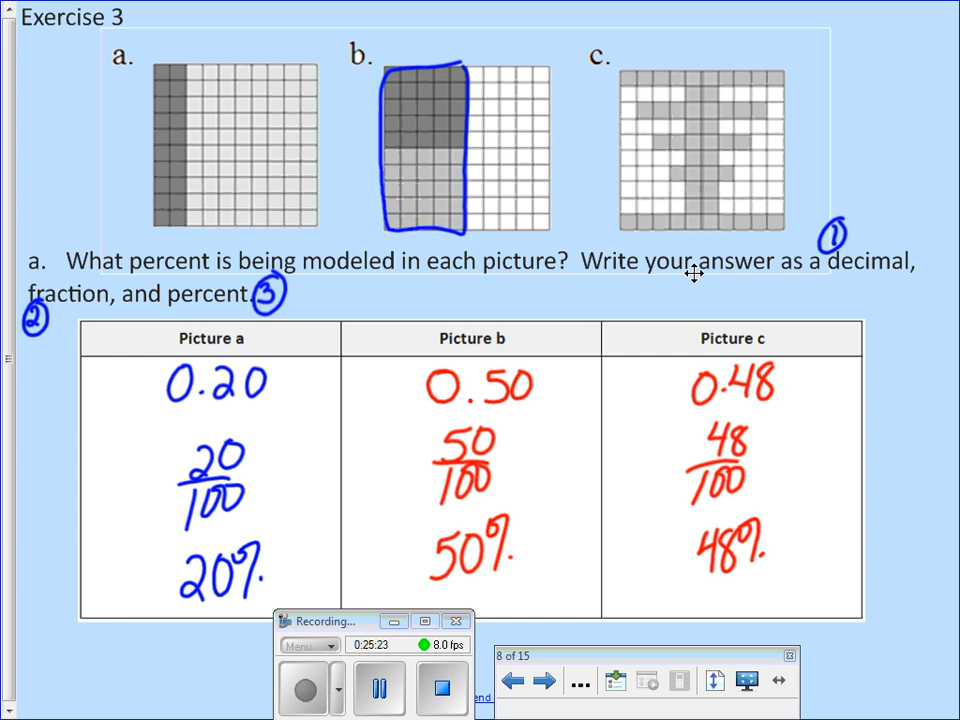 Exercise 3
a.
b.
c.
1
a. What percent is being modeled in each picture? Write your answer as a decimal,
fraction, and percent. 3
2
Picture a Picture b Picture c
0.20 0.50 0.48
20/100 50/100 48/100
20% 50% 48%
Recording...
Menu 0:25:23 8.0 fps
8 of 15
...
end